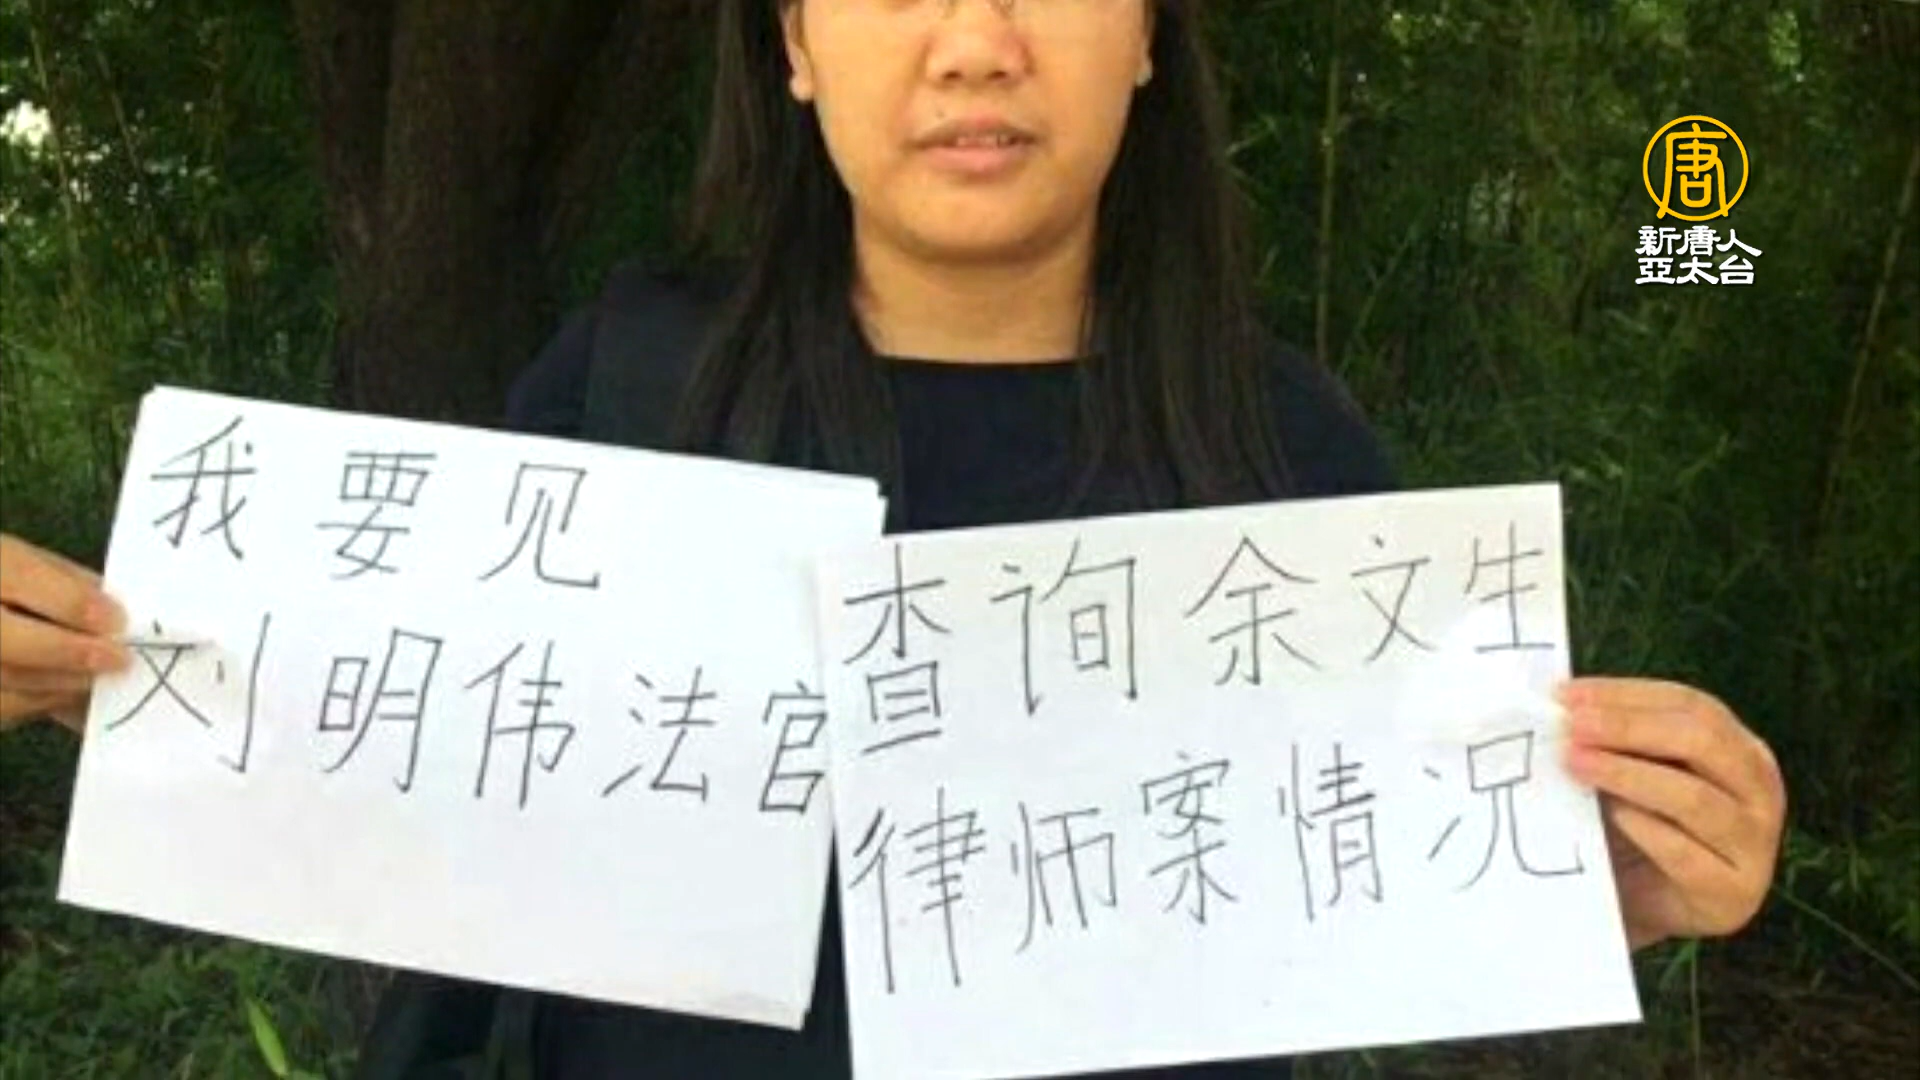 唐
新唐人
亞太台
我要见
刘明伟法官
查询余文生
律师案情况